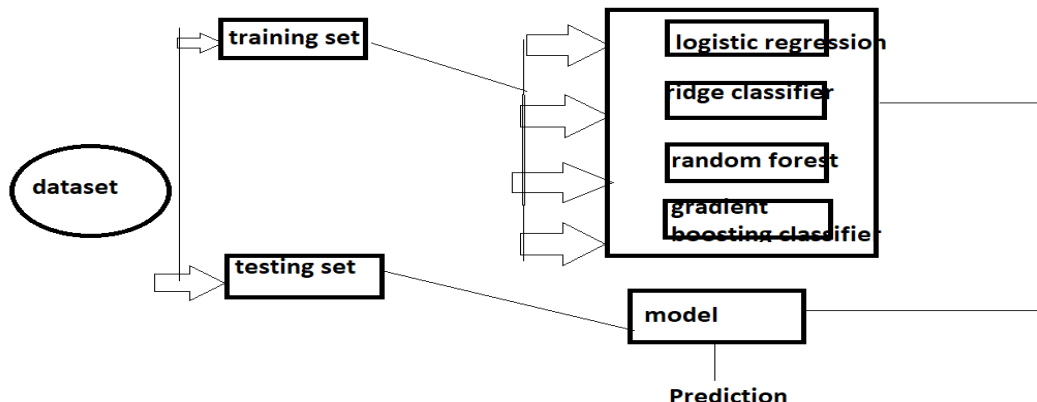 training set
logistic regression
ridge classifier
random forest
gradient
boosting classifier
dataset
testing set
model
Prediction